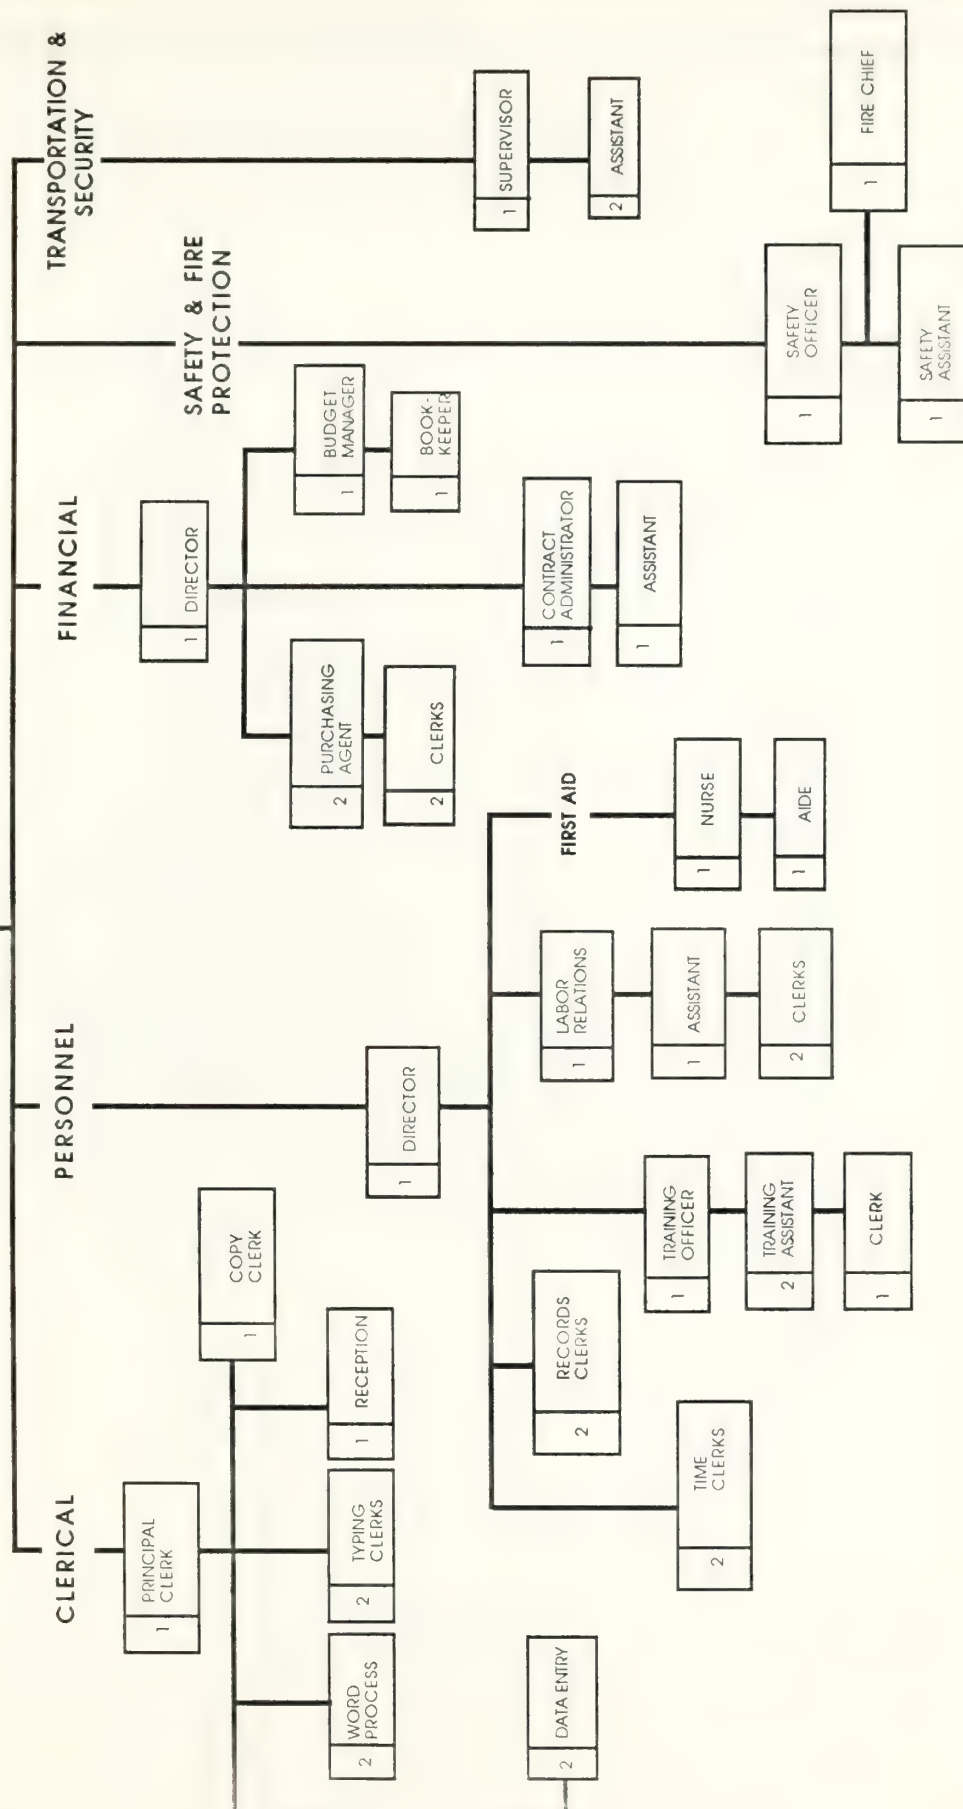 CLERICAL
1
PRINCIPAL
CLERK
1
COPY
CLERK
2
WORD
PROCESS
2
TYPING
CLERKS
1
RECEPTION
2
DATA ENTRY
PERSONNEL
1
DIRECTOR
2
TIME
CLERKS
2
RECORDS
CLERKS
1
TRAINING
OFFICER
2
TRAINING
ASSISTANT
1
CLERK
1
LABOR
RELATIONS
1
ASSISTANT
2
CLERKS
FIRST AID
1
NURSE
1
AIDE
FINANCIAL
1
DIRECTOR
2
PURCHASING
AGENT
2
CLERKS
1
CONTRACT
ADMINISTRATOR
1
ASSISTANT
1
BUDGET
MANAGER
1
BOOK-
KEEPER
SAFETY & FIRE
PROTECTION
1
SAFETY
OFFICER
1
SAFETY
ASSISTANT
1
FIRE CHIEF
TRANSPORTATION &
SECURITY
1
SUPERVISOR
2
ASSISTANT